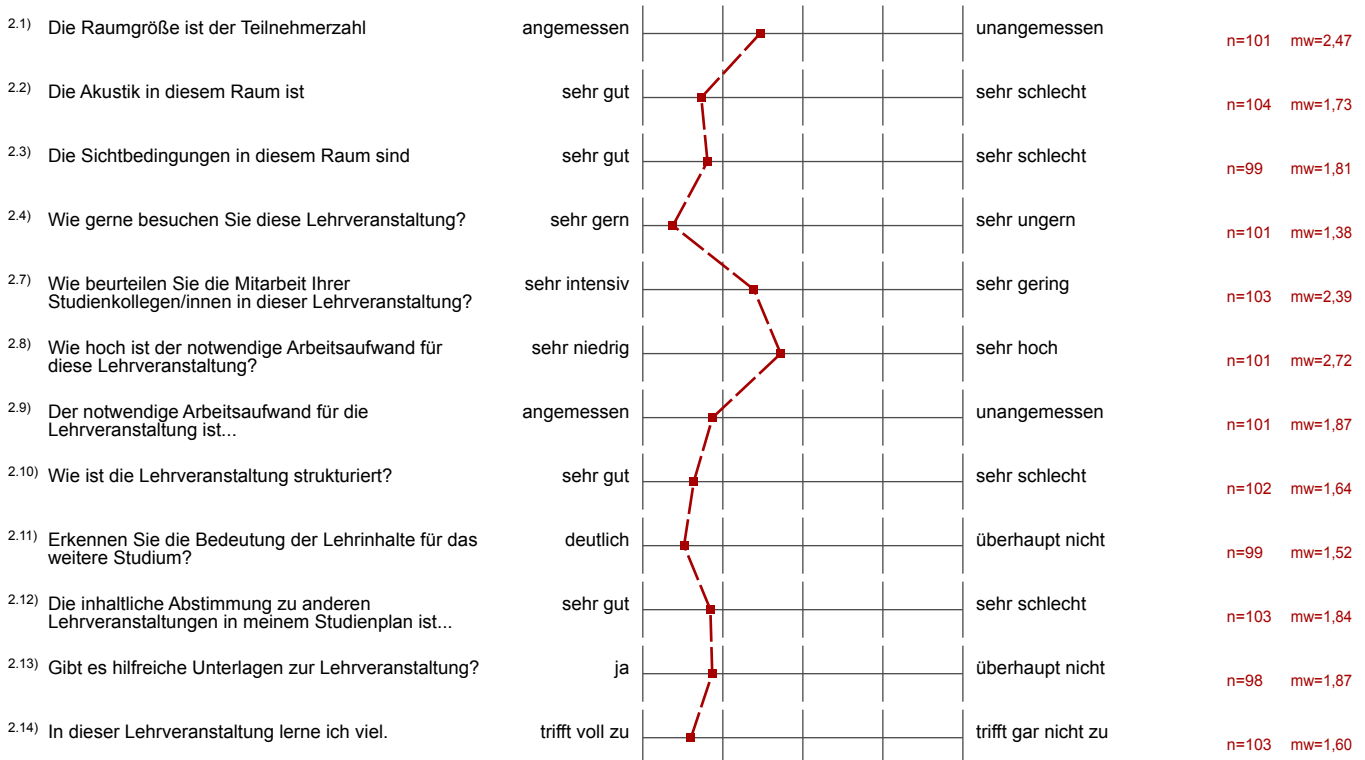 2.1) Die Raumgröße ist der Teilnehmerzahl angemessen unangemessen n=101 mw=2,47
2.2) Die Akustik in diesem Raum ist sehr gut sehr schlecht n=104 mw=1,73
2.3) Die Sichtbedingungen in diesem Raum sind sehr gut sehr schlecht n=99 mw=1,81
2.4) Wie gerne besuchen Sie diese Lehrveranstaltung? sehr gern sehr ungern n=101 mw=1,38
2.7) Wie beurteilen Sie die Mitarbeit Ihrer sehr intensiv sehr gering n=103 mw=2,39
Studienkollegen/innen in dieser Lehrveranstaltung?
2.8) Wie hoch ist der notwendige Arbeitsaufwand für sehr niedrig sehr hoch n=101 mw=2,72
diese Lehrveranstaltung?
2.9) Der notwendige Arbeitsaufwand für die angemessen unangemessen n=101 mw=1,87
Lehrveranstaltung ist...
2.10) Wie ist die Lehrveranstaltung strukturiert? sehr gut sehr schlecht n=102 mw=1,64
2.11) Erkennen Sie die Bedeutung der Lehrinhalte für das deutlich überhaupt nicht n=99 mw=1,52
weitere Studium?
2.12) Die inhaltliche Abstimmung zu anderen sehr gut sehr schlecht n=103 mw=1,84
Lehrveranstaltungen in meinem Studienplan ist...
2.13) Gibt es hilfreiche Unterlagen zur Lehrveranstaltung? ja überhaupt nicht n=98 mw=1,87
2.14) In dieser Lehrveranstaltung lerne ich viel. trifft voll zu trifft gar nicht zu n=103 mw=1,60